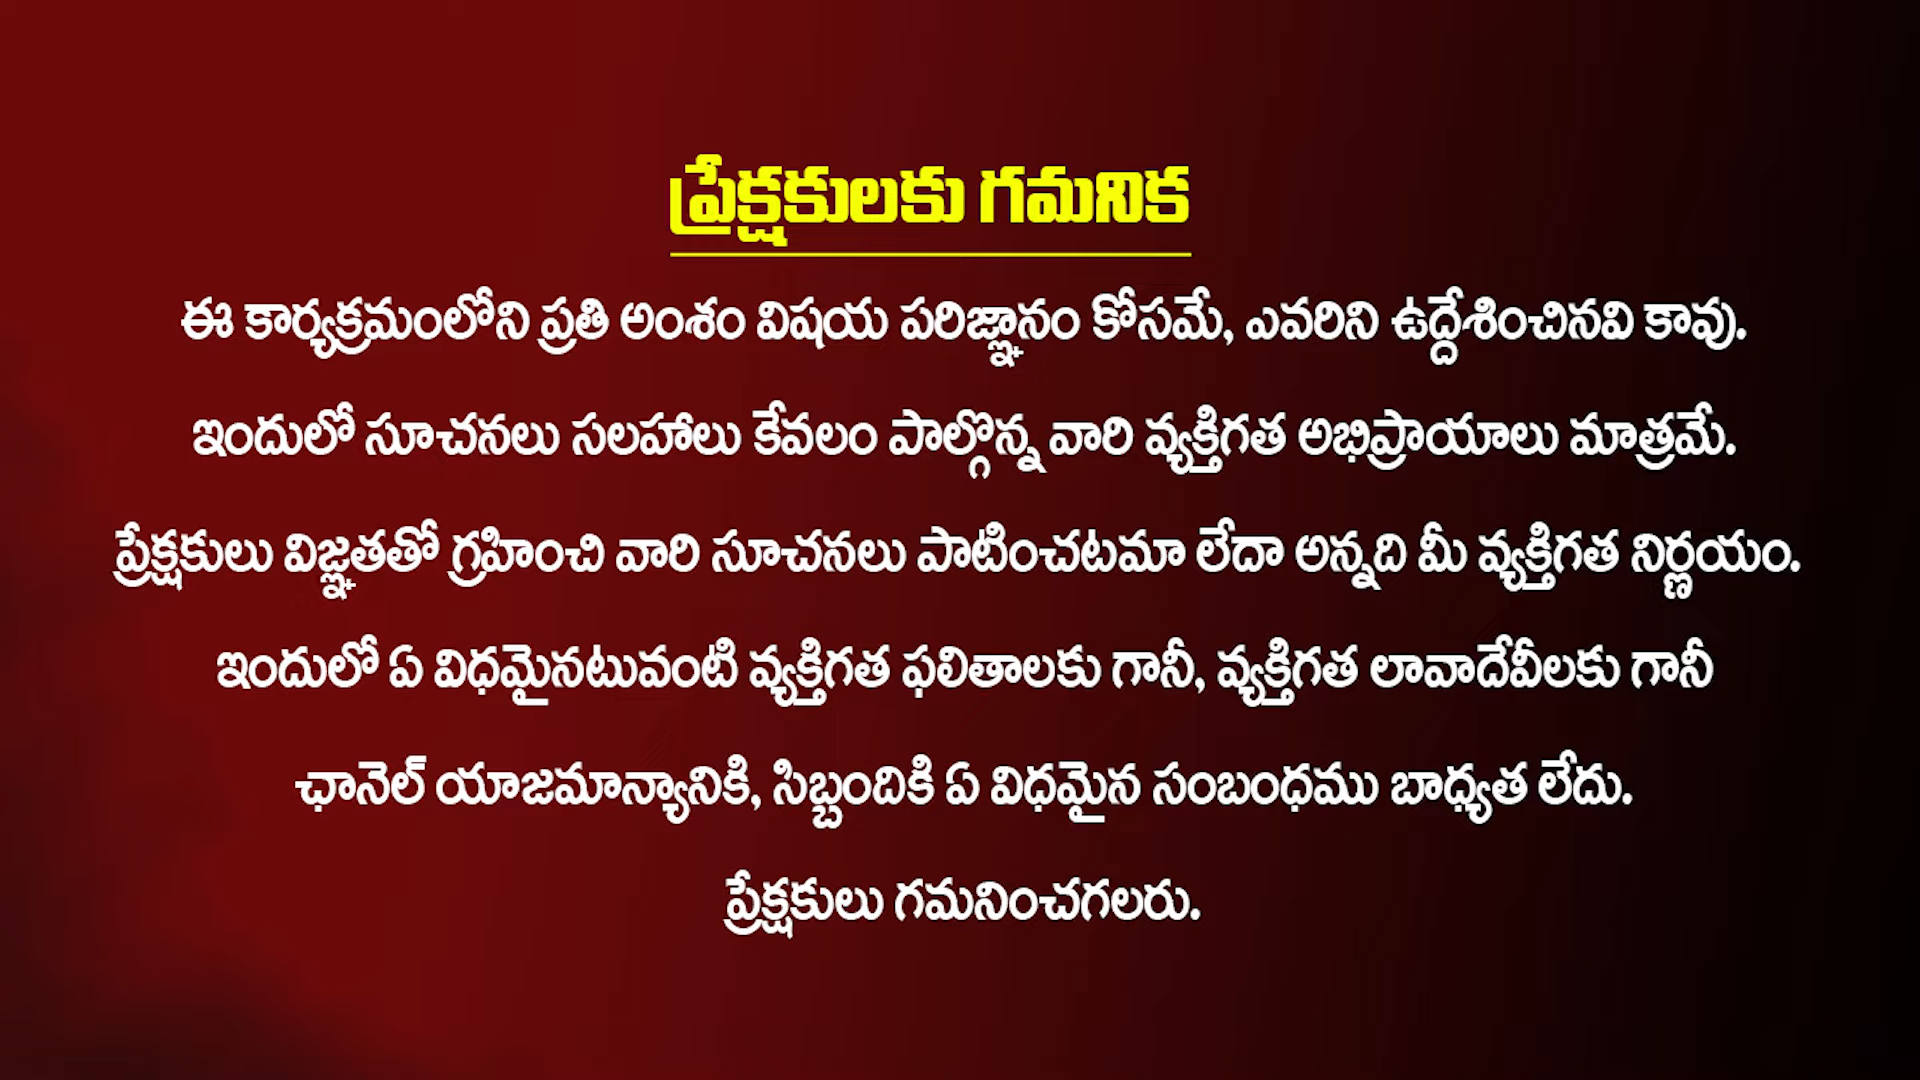 ప్రేక్షకులకు గమనిక
ఈ కార్యక్రమంలోని ప్రతి అంశం విషయ పరిజ్ఞానం కోసమే, ఎవరిని ఉద్దేశించినవి కావు.
ఇందులో సూచనలు సలహాలు కేవలం పాల్గొన్న వారి వ్యక్తిగత అభిప్రాయాలు మాత్రమే.
ప్రేక్షకులు విజ్ఞతతో గ్రహించి వారి సూచనలు పాటించటమా లేదా అన్నది మీ వ్యక్తిగత నిర్ణయం.
ఇందులో ఏ విధమైనటువంటి వ్యక్తిగత ఫలితాలకు గానీ, వ్యక్తిగత లావాదేవీలకు గానీ
ఛానెల్ యాజమాన్యానికి, సిబ్బందికి ఏ విధమైన సంబంధము బాధ్యత లేదు.
ప్రేక్షకులు గమనించగలరు.